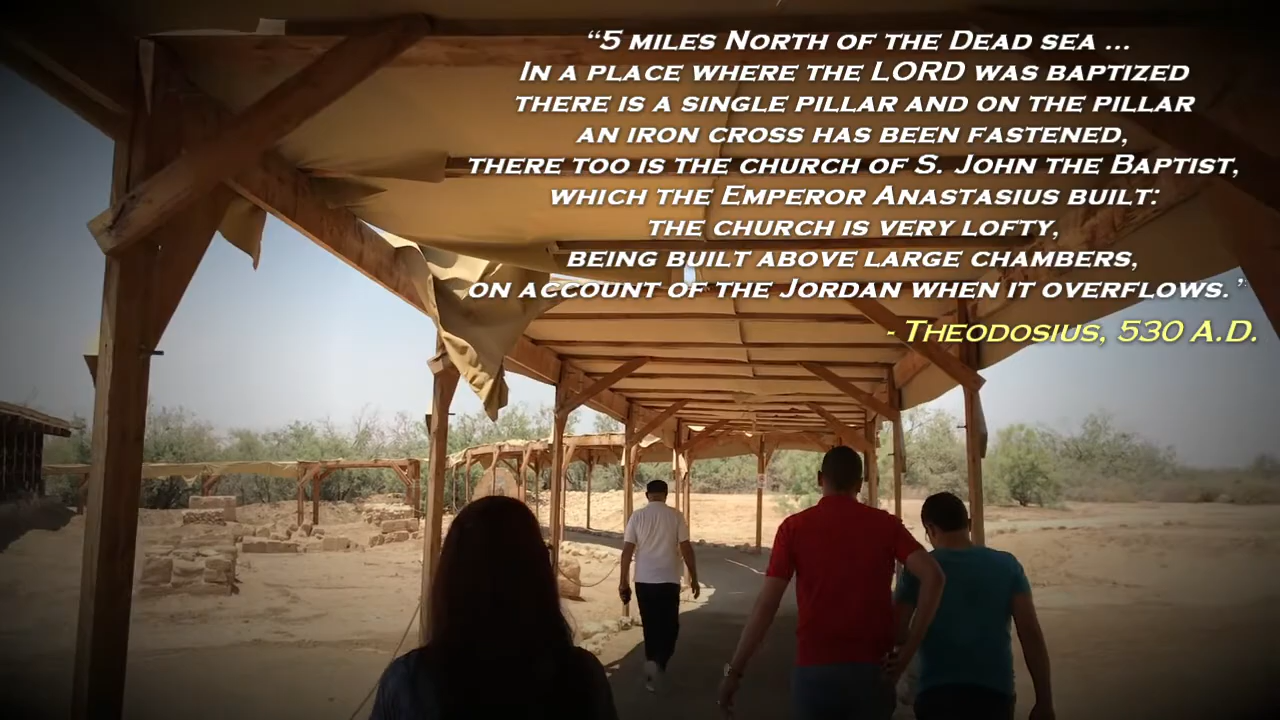 “5 miles North of the Dead sea ...
In a place where the LORD was baptized
there is a single pillar and on the pillar
an iron cross has been fastened,
there too is the church of S. John the Baptist,
which the Emperor Anastasius built:
the church is very lofty,
being built above large chambers,
on account of the Jordan when it overflows.”
- Theodosius, 530 A.D.